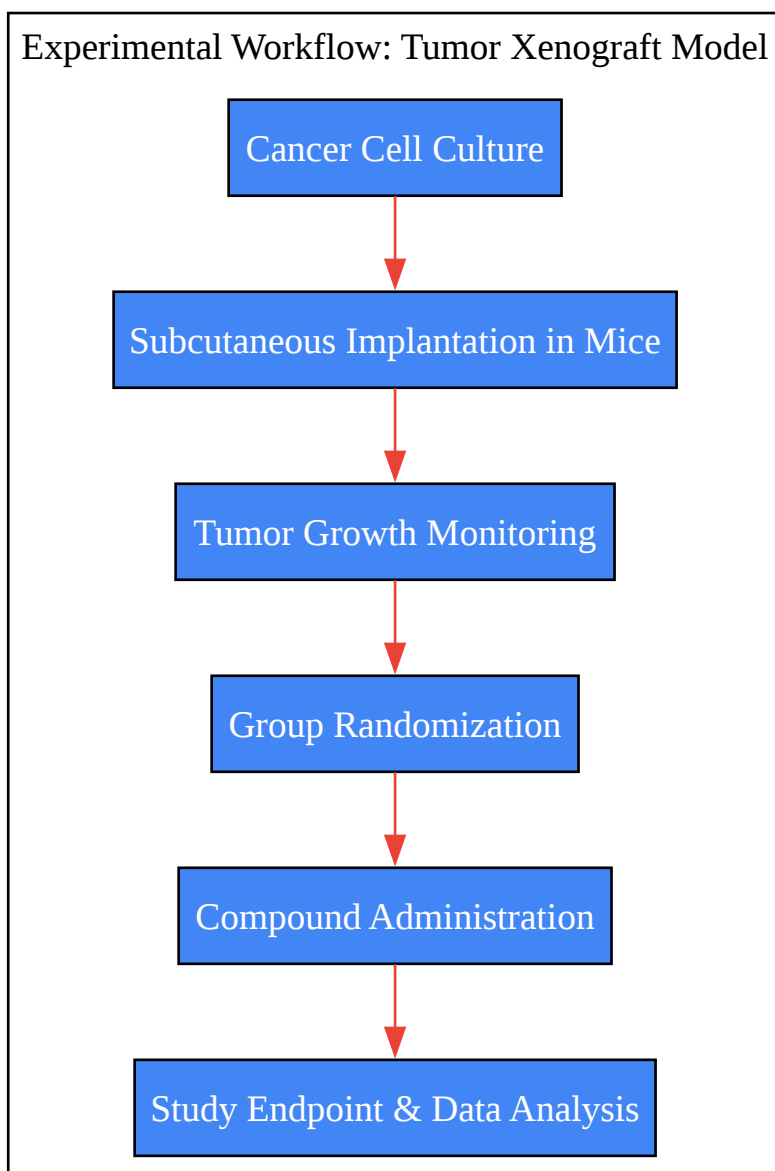 Experimental Workflow: Tumor Xenograft Model
Cancer Cell Culture
Subcutaneous Implantation in Mice
Tumor Growth Monitoring
Group Randomization
Compound Administration
Study Endpoint & Data Analysis